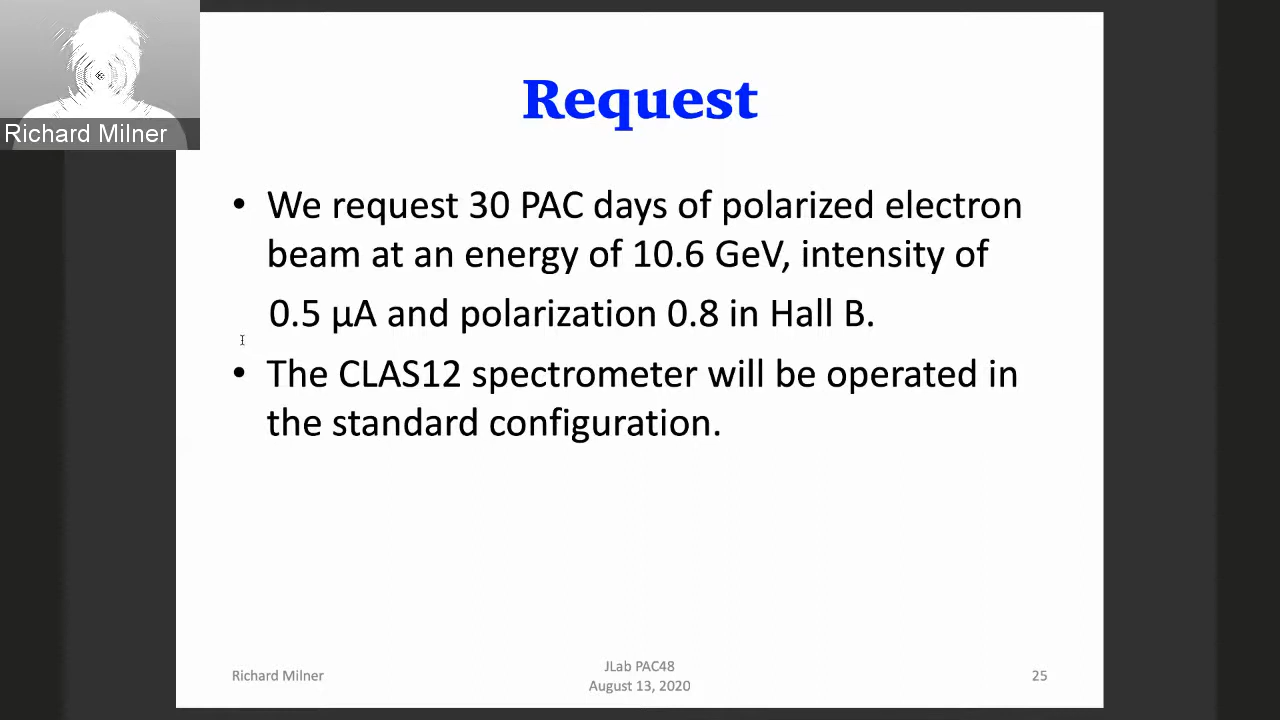 Richard Milner
Request
• We request 30 PAC days of polarized electron
beam at an energy of 10.6 GeV, intensity of
0.5 µA and polarization 0.8 in Hall B.
• The CLAS12 spectrometer will be operated in
the standard configuration.
Richard Milner
JLab PAC48
August 13, 2020
25